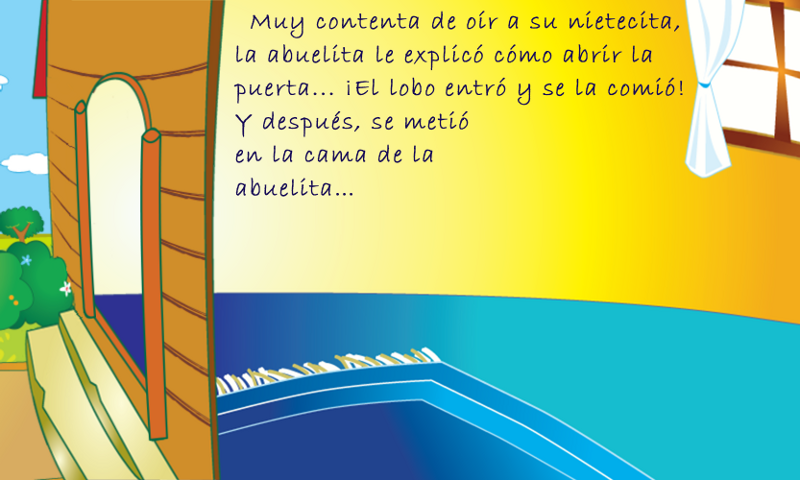 Muy contenta de oír a su nietecita,
la abuelita le explicó cómo abrir la
puerta... ¡El lobo entró y se la comió!
Y después, se metió
en la cama de la
abuelita...